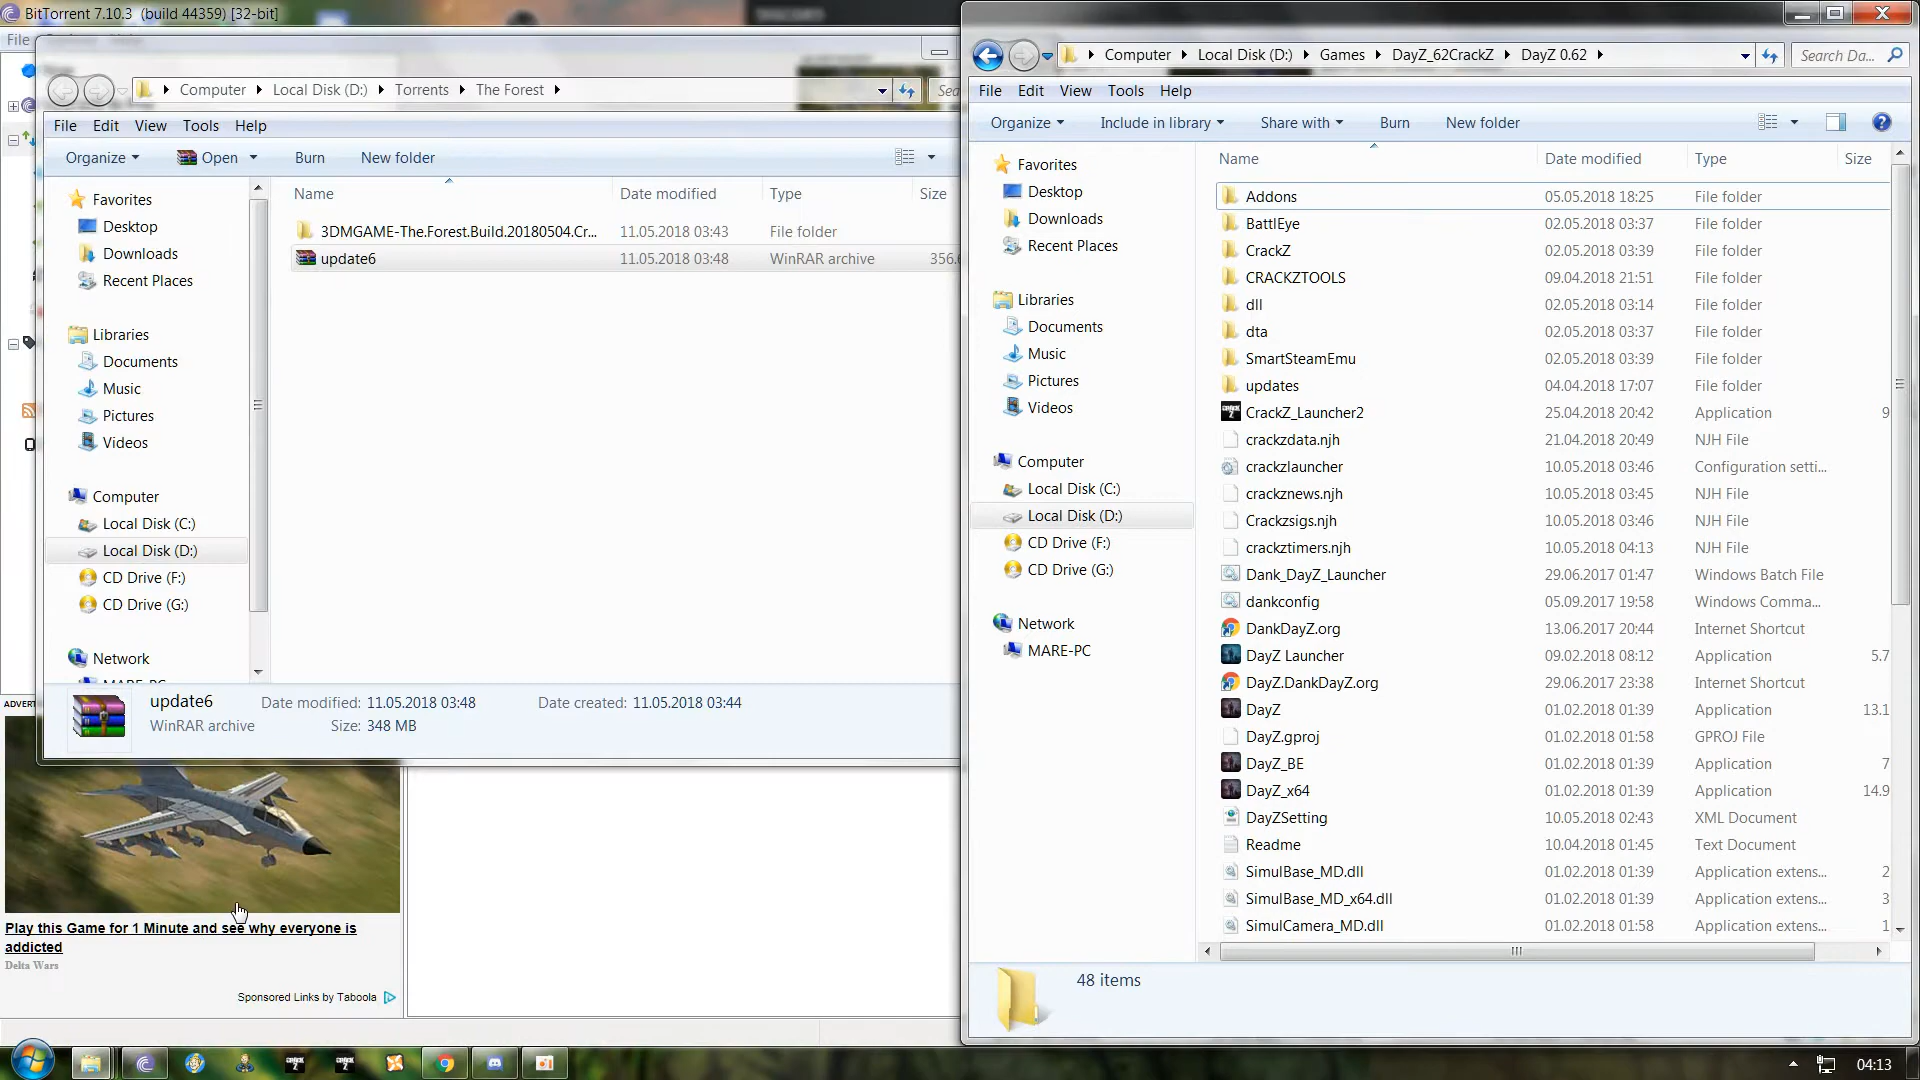 BitTorrent 7.10.3 (build 44359) [32-bit]
File
Computer Local Disk (D:) Torrents The Forest
File Edit View Tools Help
Organize Open Burn New folder
Favorites
Desktop
Downloads
Recent Places
Libraries
Documents
Music
Pictures
Videos
Computer
Local Disk (C:)
Local Disk (D:)
CD Drive (F:)
CD Drive (G:)
Network
MARE-PC
Name Date modified Type Size
3DMGAME-The.Forest.Build.20180504.Cr... 11.05.2018 03:43 File folder
update6 11.05.2018 03:48 WinRAR archive 356.6
update6 Date modified: 11.05.2018 03:48 Date created: 11.05.2018 03:44
WinRAR archive Size: 348 MB
Play this Game for 1 Minute and see why everyone is
addicted
Delta Wars
Sponsored Links by Taboola
Computer Local Disk (D:) Games DayZ_62CrackZ DayZ 0.62 Search Da...
File Edit View Tools Help
Organize Include in library Share with Burn New folder
Favorites
Desktop
Downloads
Recent Places
Libraries
Documents
Music
Pictures
Videos
Computer
Local Disk (C:)
Local Disk (D:)
CD Drive (F:)
CD Drive (G:)
Network
MARE-PC
Name Date modified Type Size
Addons 05.05.2018 18:25 File folder
BattlEye 02.05.2018 03:37 File folder
CrackZ 02.05.2018 03:39 File folder
CRACKZTOOLS 09.04.2018 21:51 File folder
dll 02.05.2018 03:14 File folder
dta 02.05.2018 03:37 File folder
SmartSteamEmu 02.05.2018 03:39 File folder
updates 04.04.2018 17:07 File folder
CrackZ_Launcher2 25.04.2018 20:42 Application 9
crackzdata.njh 21.04.2018 20:49 NJH File
crackzlauncher 10.05.2018 03:46 Configuration setti...
crackznews.njh 10.05.2018 03:45 NJH File
Crackzsigs.njh 10.05.2018 03:46 NJH File
crackztimers.njh 10.05.2018 04:13 NJH File
Dank_DayZ_Launcher 29.06.2017 01:47 Windows Batch File
dankconfig 05.09.2017 19:58 Windows Comma...
DankDayZ.org 13.06.2017 20:44 Internet Shortcut
DayZ Launcher 09.02.2018 08:12 Application 5.7
DayZ.DankDayZ.org 29.06.2017 23:38 Internet Shortcut
DayZ 01.02.2018 01:39 Application 13.1
DayZ.gproj 01.02.2018 01:58 GPROJ File
DayZ_BE 01.02.2018 01:39 Application 7
DayZ_x64 01.02.2018 01:39 Application 14.9
DayZSetting 10.05.2018 02:43 XML Document
Readme 10.04.2018 01:45 Text Document
SimulBase_MD.dll 01.02.2018 01:39 Application extens... 2
SimulBase_MD_x64.dll 01.02.2018 01:39 Application extens... 3
SimulCamera_MD.dll 01.02.2018 01:58 Application extens... 1
48 items
04:13